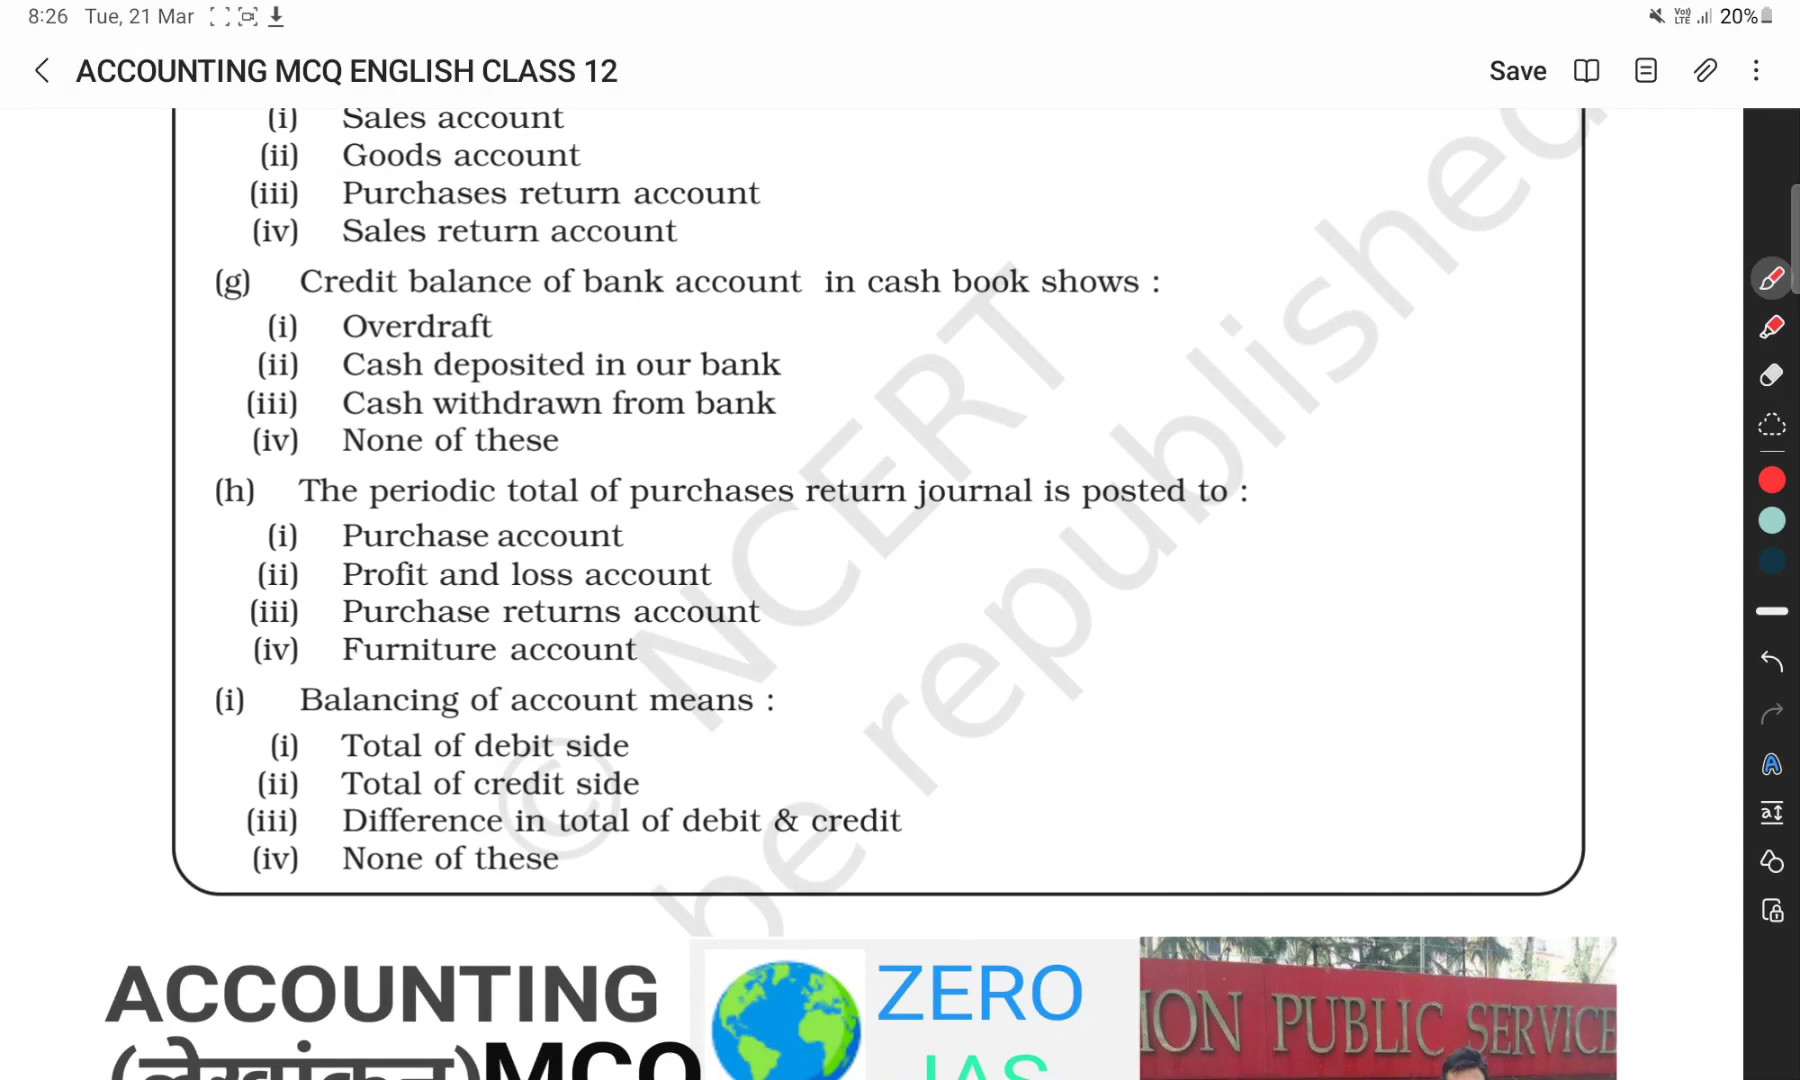 8:26 Tue, 21 Mar
Vo) LTE 20%
ACCOUNTING MCQ ENGLISH CLASS 12 Save
(i) Sales account
(ii) Goods account
(iii) Purchases return account
(iv) Sales return account
(g) Credit balance of bank account in cash book shows :
(i) Overdraft
(ii) Cash deposited in our bank
(iii) Cash withdrawn from bank
(iv) None of these
(h) The periodic total of purchases return journal is posted to :
(i) Purchase account
(ii) Profit and loss account
(iii) Purchase returns account
(iv) Furniture account
(i) Balancing of account means :
(i) Total of debit side
(ii) Total of credit side
(iii) Difference in total of debit & credit
(iv) None of these
© NCERT
be republished
ACCOUNTING
(लेखांकन)MCQ
ZERO
IAS
ION PUBLIC SERVICE